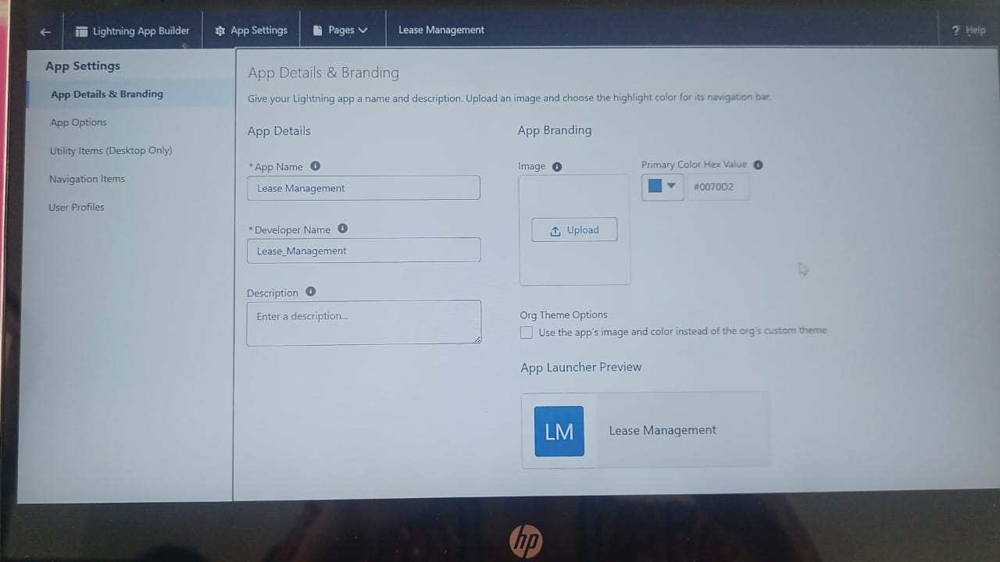 Lightning App Builder
App Settings
Pages
Lease Management
? Help
App Settings
App Details & Branding
App Options
Utility Items (Desktop Only)
Navigation Items
User Profiles
App Details & Branding
Give your Lightning app a name and description. Upload an image and choose the highlight color for its navigation bar.
App Details
* App Name
Lease Management
* Developer Name
Lease_Management
Description
Enter a description...
App Branding
Image
Upload
Primary Color Hex Value
#0070D2
Org Theme Options
Use the app's image and color instead of the org's custom theme
App Launcher Preview
LM
Lease Management
hp